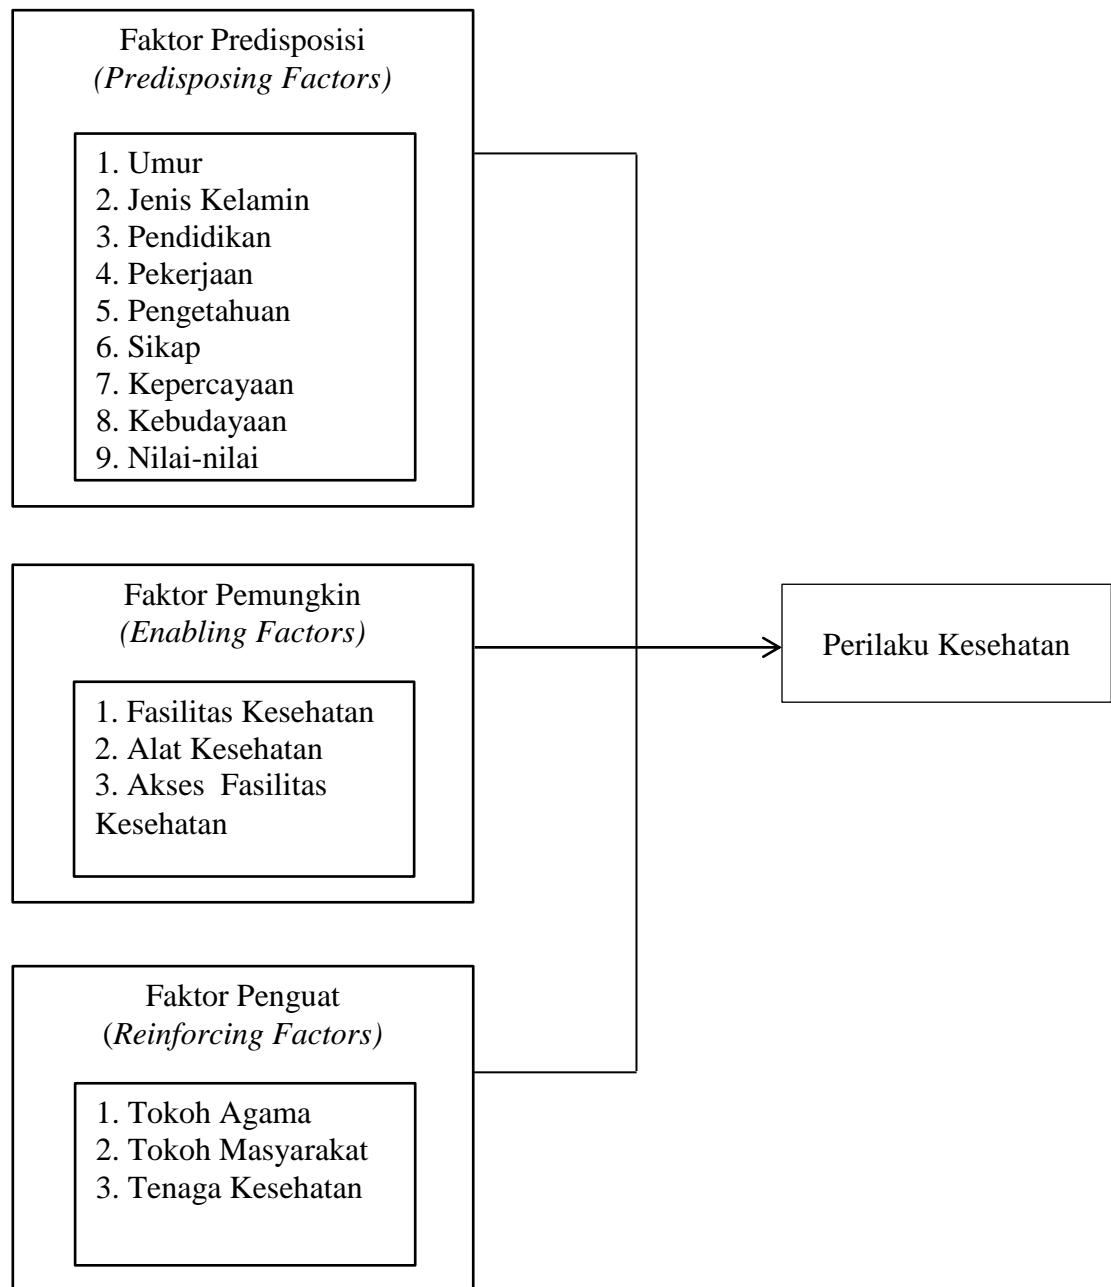 Faktor Predisposisi
(Predisposing Factors)
1. Umur
2. Jenis Kelamin
3. Pendidikan
4. Pekerjaan
5. Pengetahuan
6. Sikap
7. Kepercayaan
8. Kebudayaan
9. Nilai-nilai
Faktor Pemungkin
(Enabling Factors)
1. Fasilitas Kesehatan
2. Alat Kesehatan
3. Akses  Fasilitas
Kesehatan
Perilaku Kesehatan
Faktor Penguat
(Reinforcing Factors)
1. Tokoh Agama
2. Tokoh Masyarakat
3. Tenaga Kesehatan